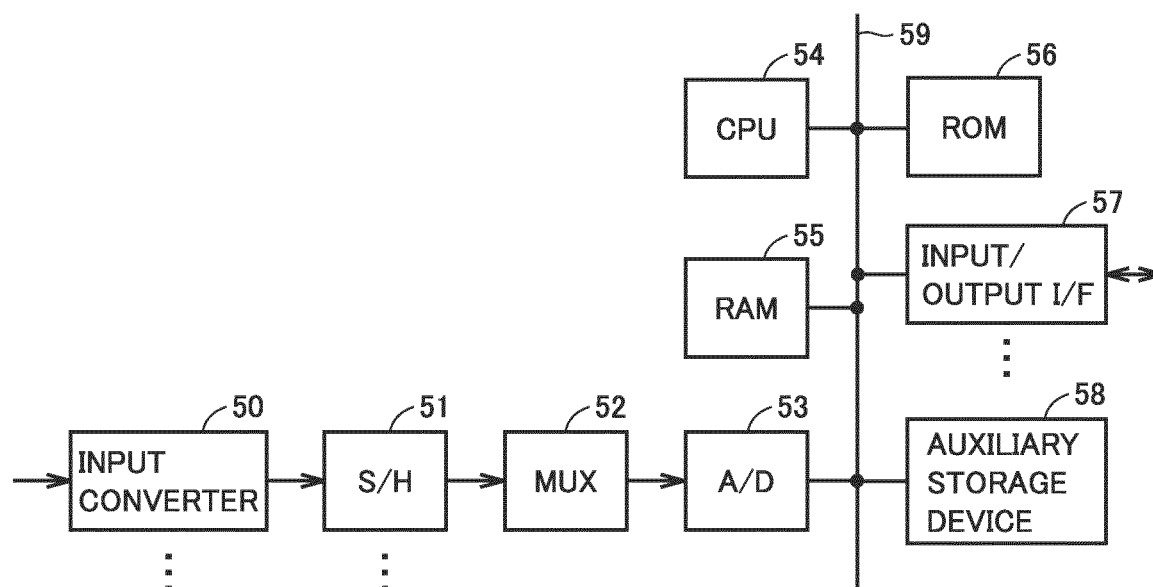 59
54
CPU
56
ROM
57
INPUT/
OUTPUT I/F
55
RAM
50
INPUT
CONVERTER
51
S/H
52
MUX
53
A/D
58
AUXILIARY
STORAGE
DEVICE